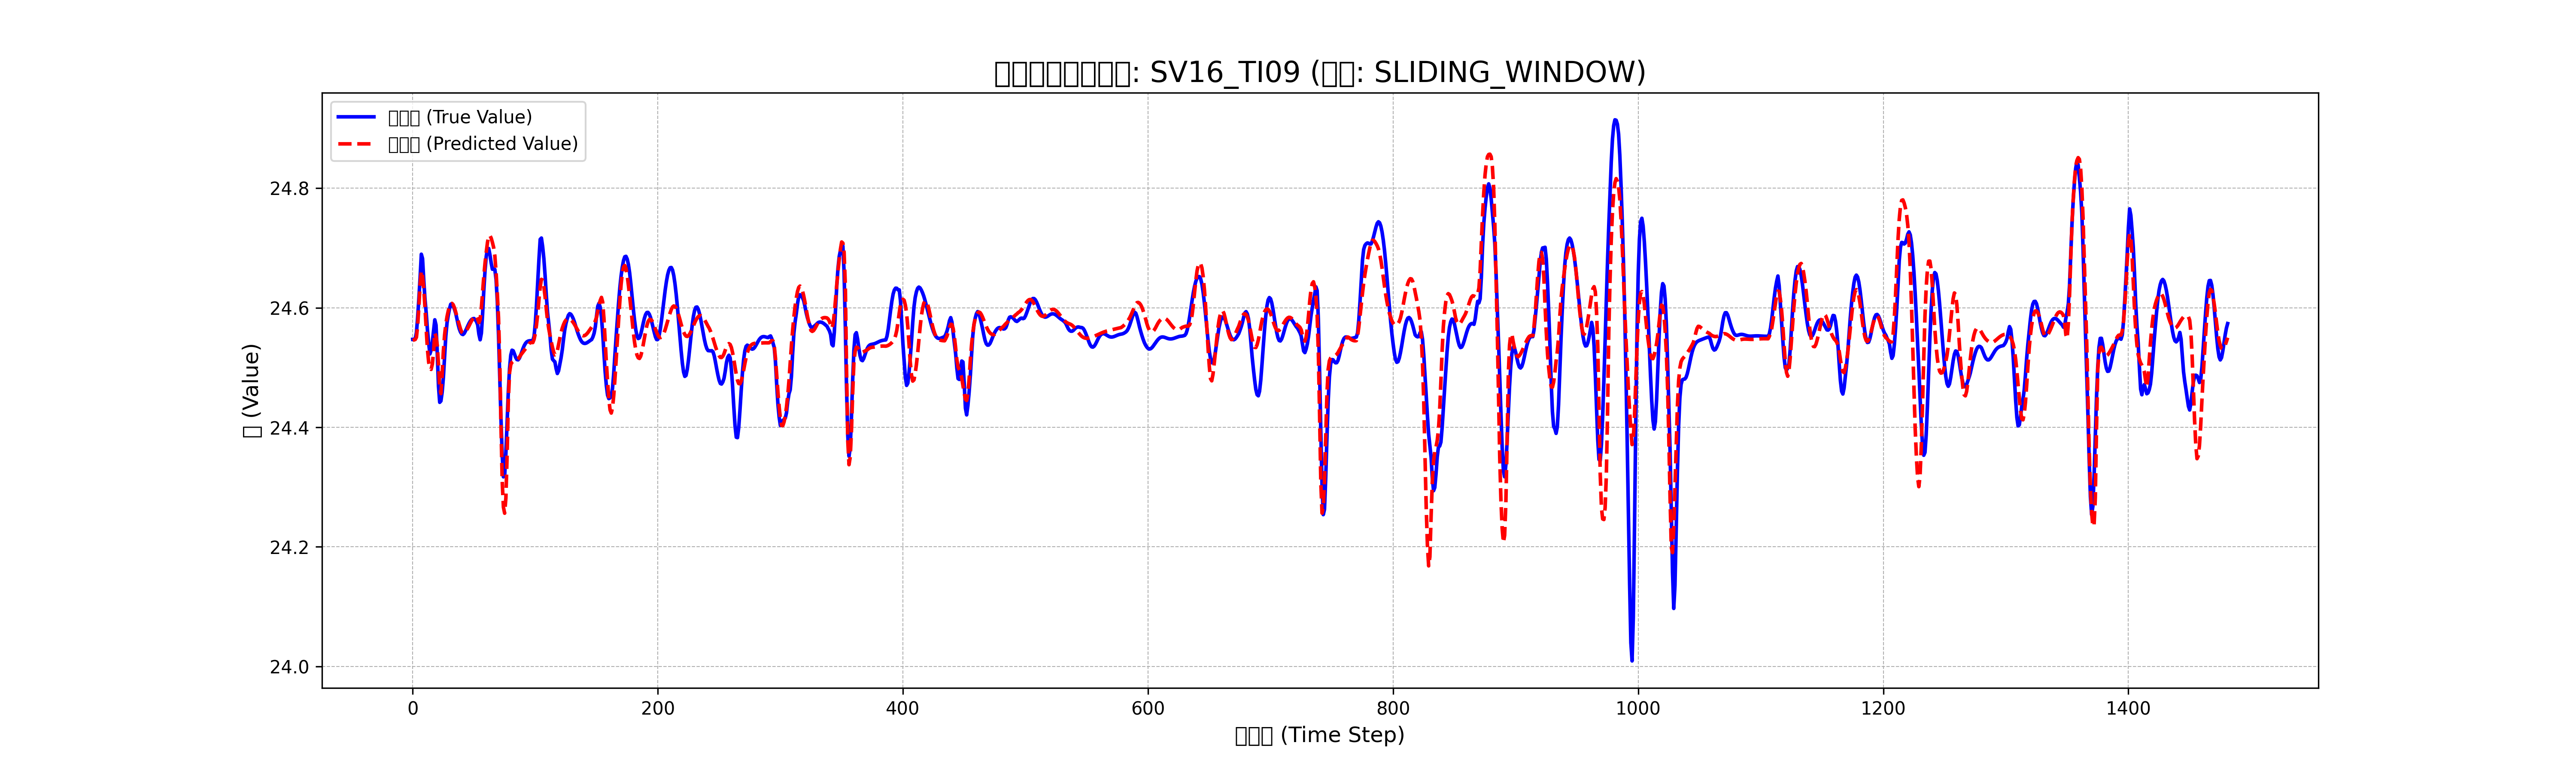 : SV16_TI09 (: SLIDING_WINDOW)
(True Value)
(Predicted Value)
24.8
24.6
24.4
24.2
24.0
(Value)
0 200 400 600 800 1000 1200 1400
(Time Step)